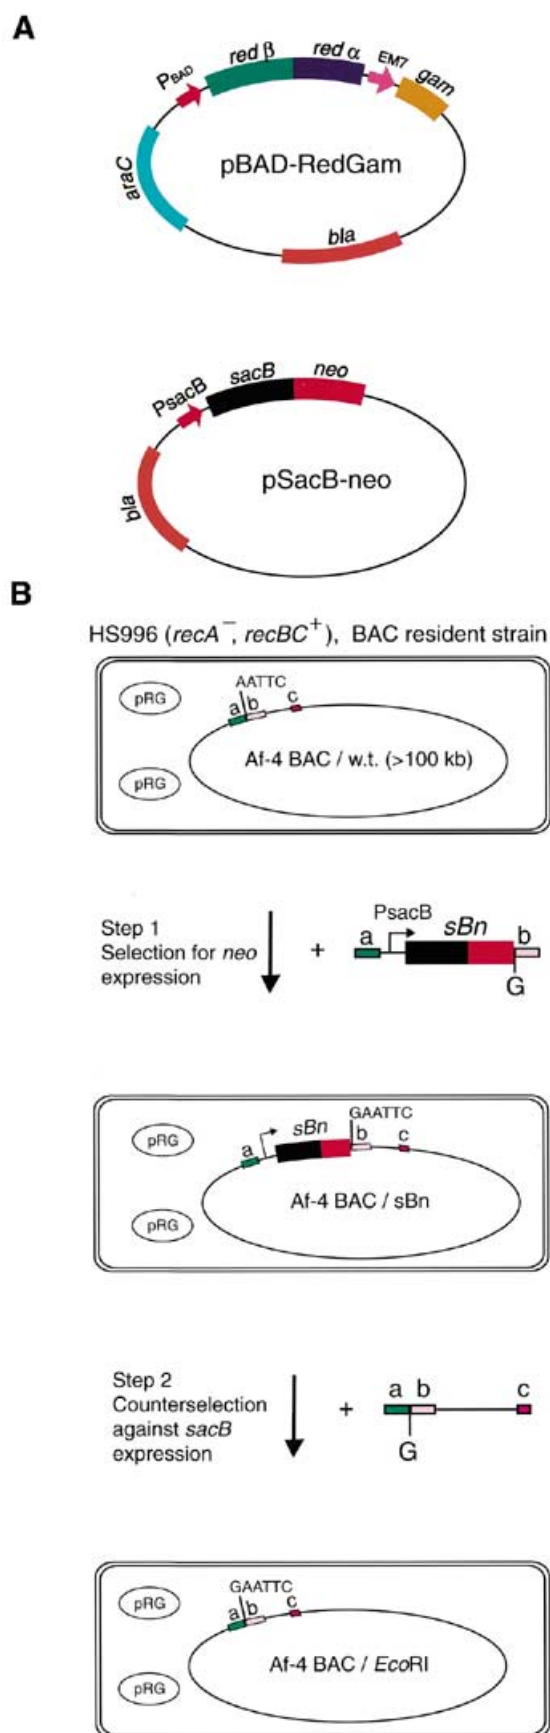 A
P_BAD
red β
red α
EM7
gam
araC
pBAD-RedGam
bla
PsacB
sacB
neo
bla
pSacB-neo
B
HS996 (recA⁻, recBC⁺), BAC resident strain
pRG
AATTC
a b c
Af-4 BAC / w.t. (>100 kb)
pRG
Step 1
Selection for neo
expression
+
PsacB
a sBn b
G
pRG
sBn GAATTC
a b c
Af-4 BAC / sBn
pRG
Step 2
Counterselection
against sacB
expression
+
a b c
G
pRG
GAATTC
a b c
Af-4 BAC / EcoRI
pRG